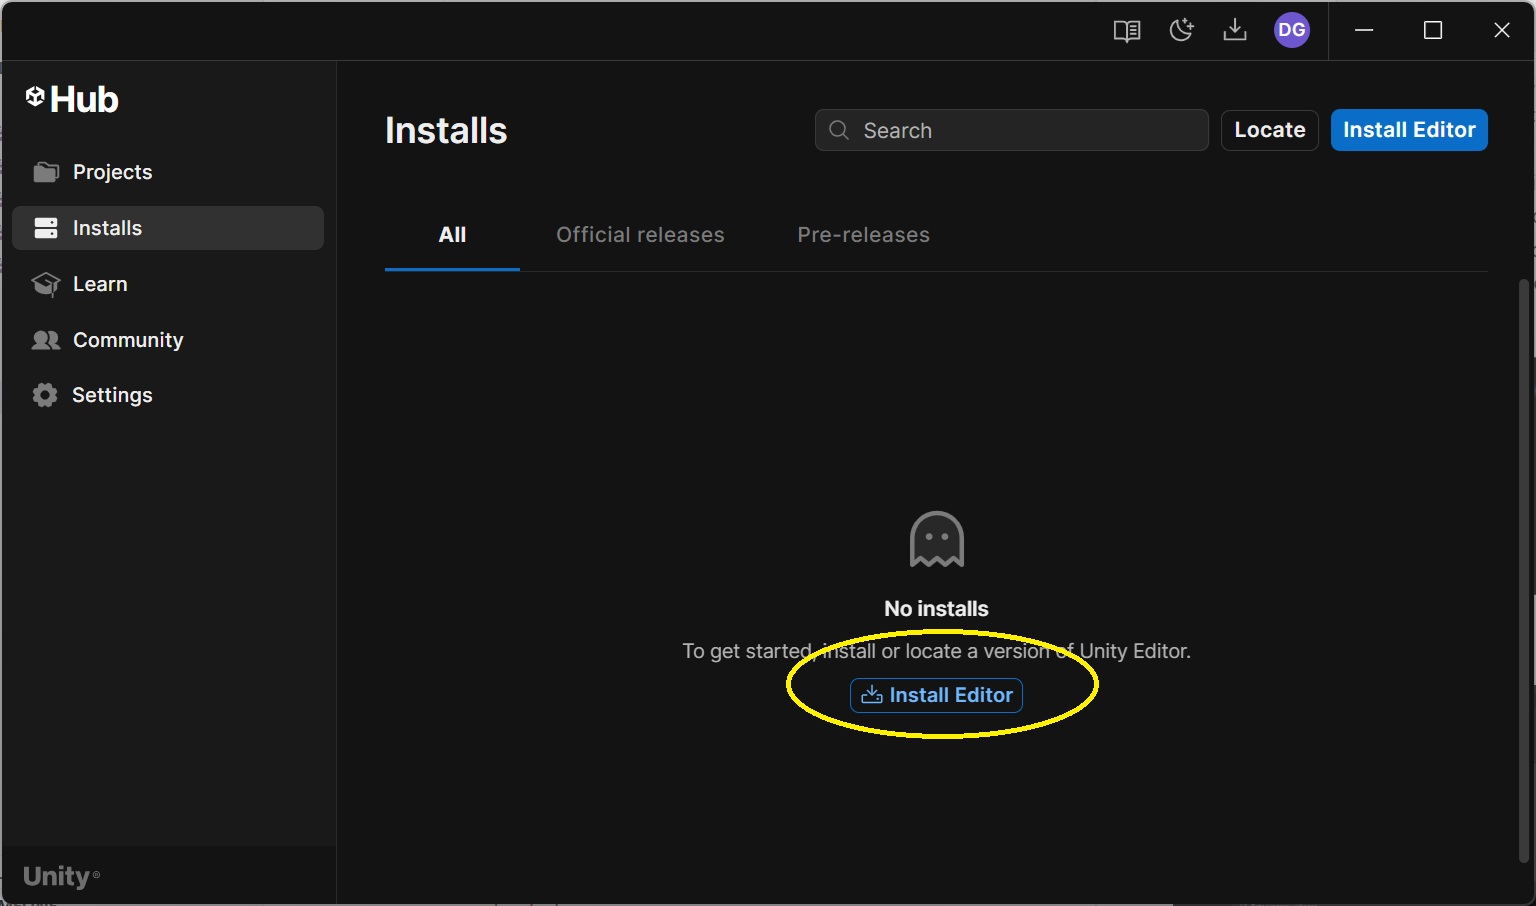 DG
Hub
Projects
Installs
Learn
Community
Settings
Unity®
Installs
Search
Locate
Install Editor
All
Official releases
Pre-releases
No installs
To get started, install or locate a version of Unity Editor.
Install Editor